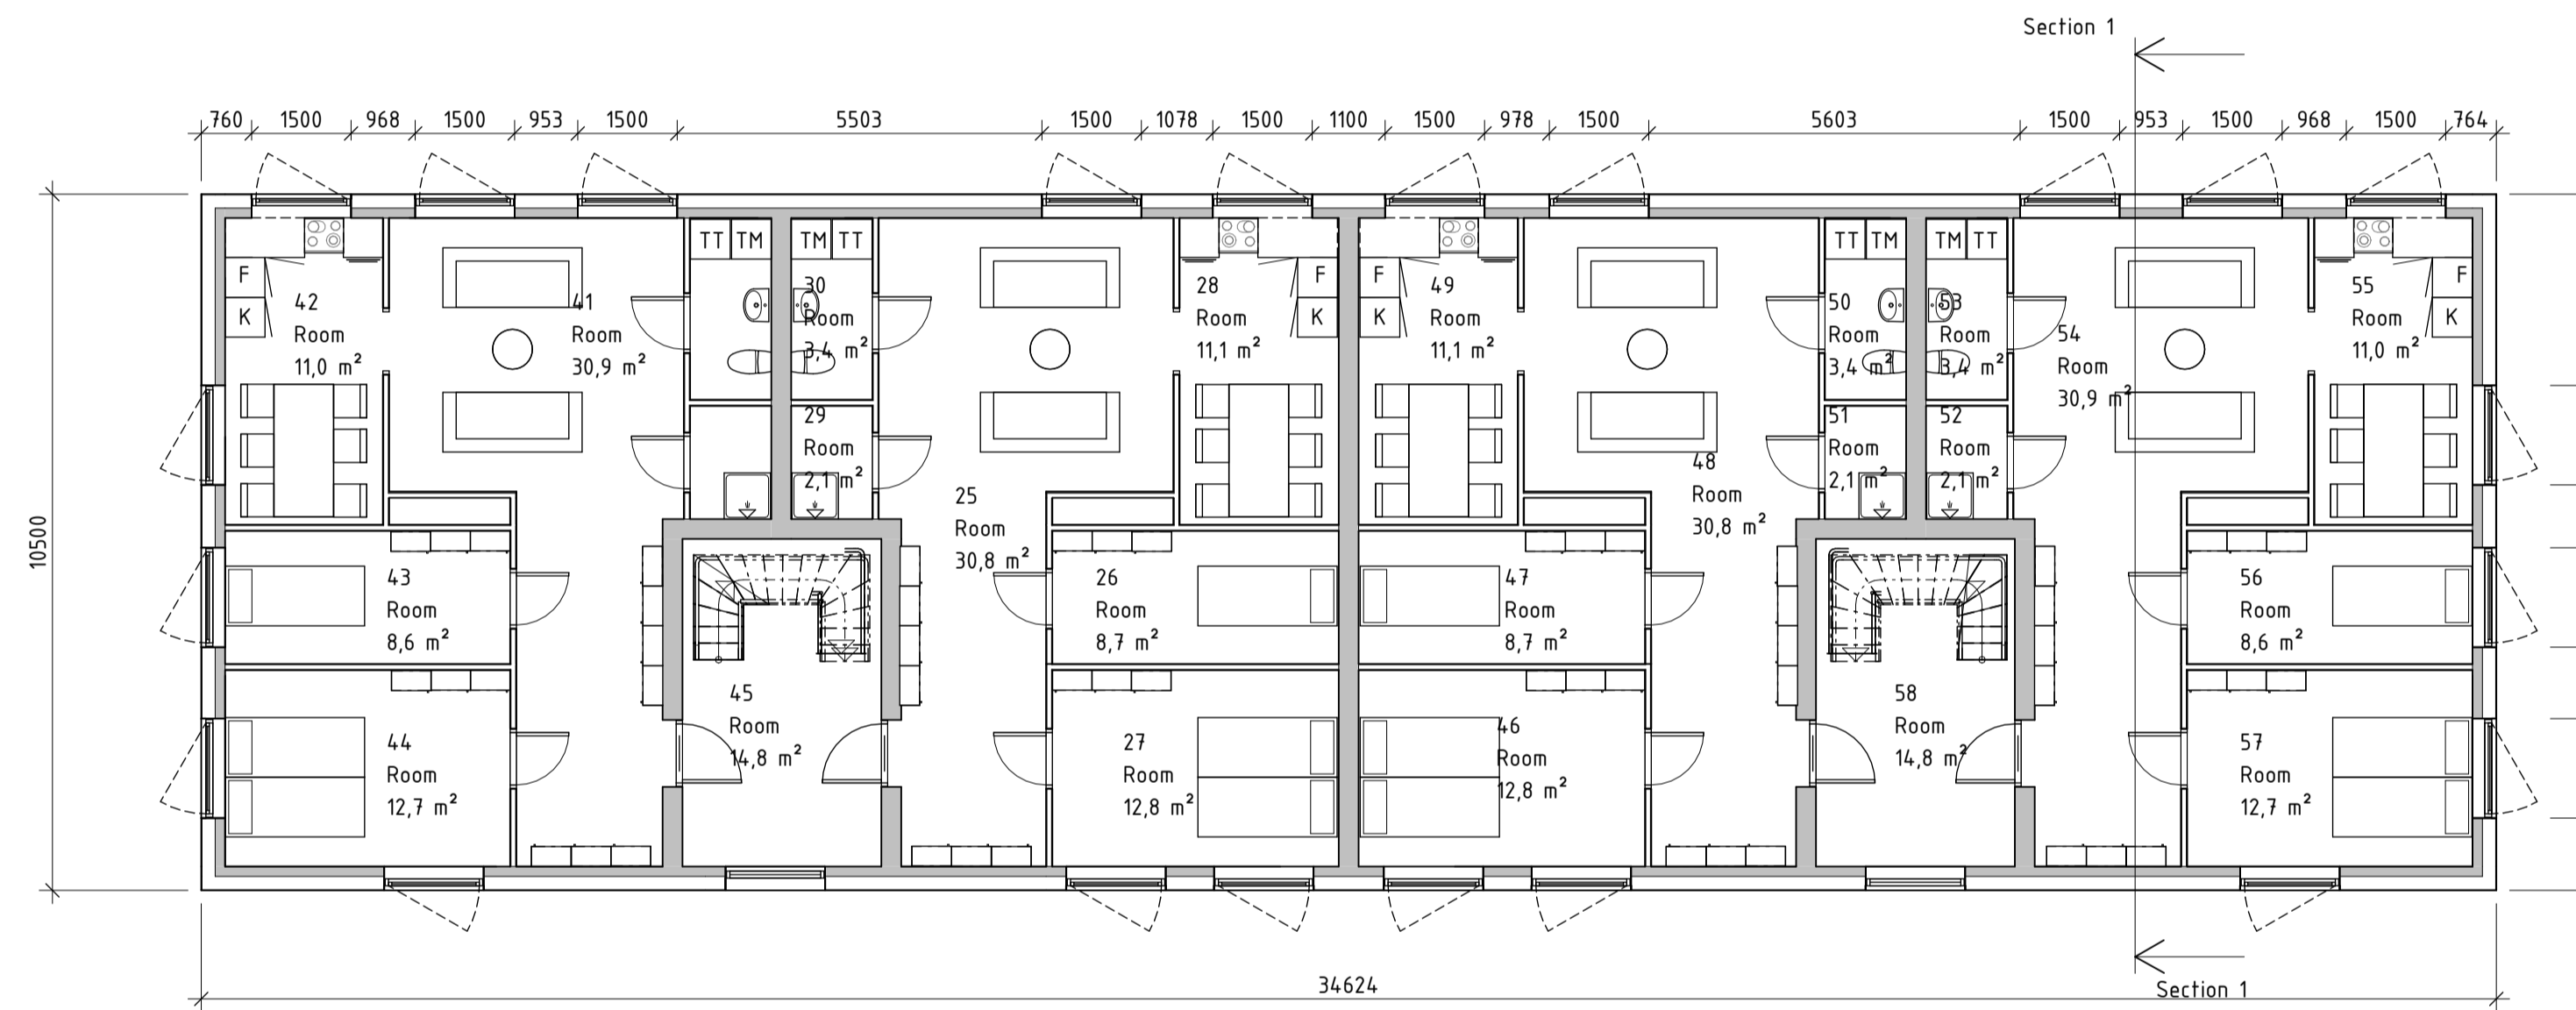 Section 1
760 1500 968 1500 953 1500 5503 1500 1078 1500 1100 1500 978 1500 5603 1500 953 1500 968 1500 764
TT TM TM TT TT TM TM TT
F
K
42
Room
11,0 m²
41
Room
30,9 m²
30
Room
3,4 m²
29
Room
2,1 m²
25
Room
30,8 m²
28
Room
11,1 m²
F
K
F
K
49
Room
11,1 m²
48
Room
30,8 m²
50
Room
3,4 m²
51
Room
2,1 m²
53
Room
3,4 m²
52
Room
2,1 m²
54
Room
30,9 m²
55
Room
11,0 m²
F
K
10500
43
Room
8,6 m²
44
Room
12,7 m²
45
Room
14,8 m²
26
Room
8,7 m²
27
Room
12,8 m²
47
Room
8,7 m²
46
Room
12,8 m²
58
Room
14,8 m²
56
Room
8,6 m²
57
Room
12,7 m²
34624
Section 1